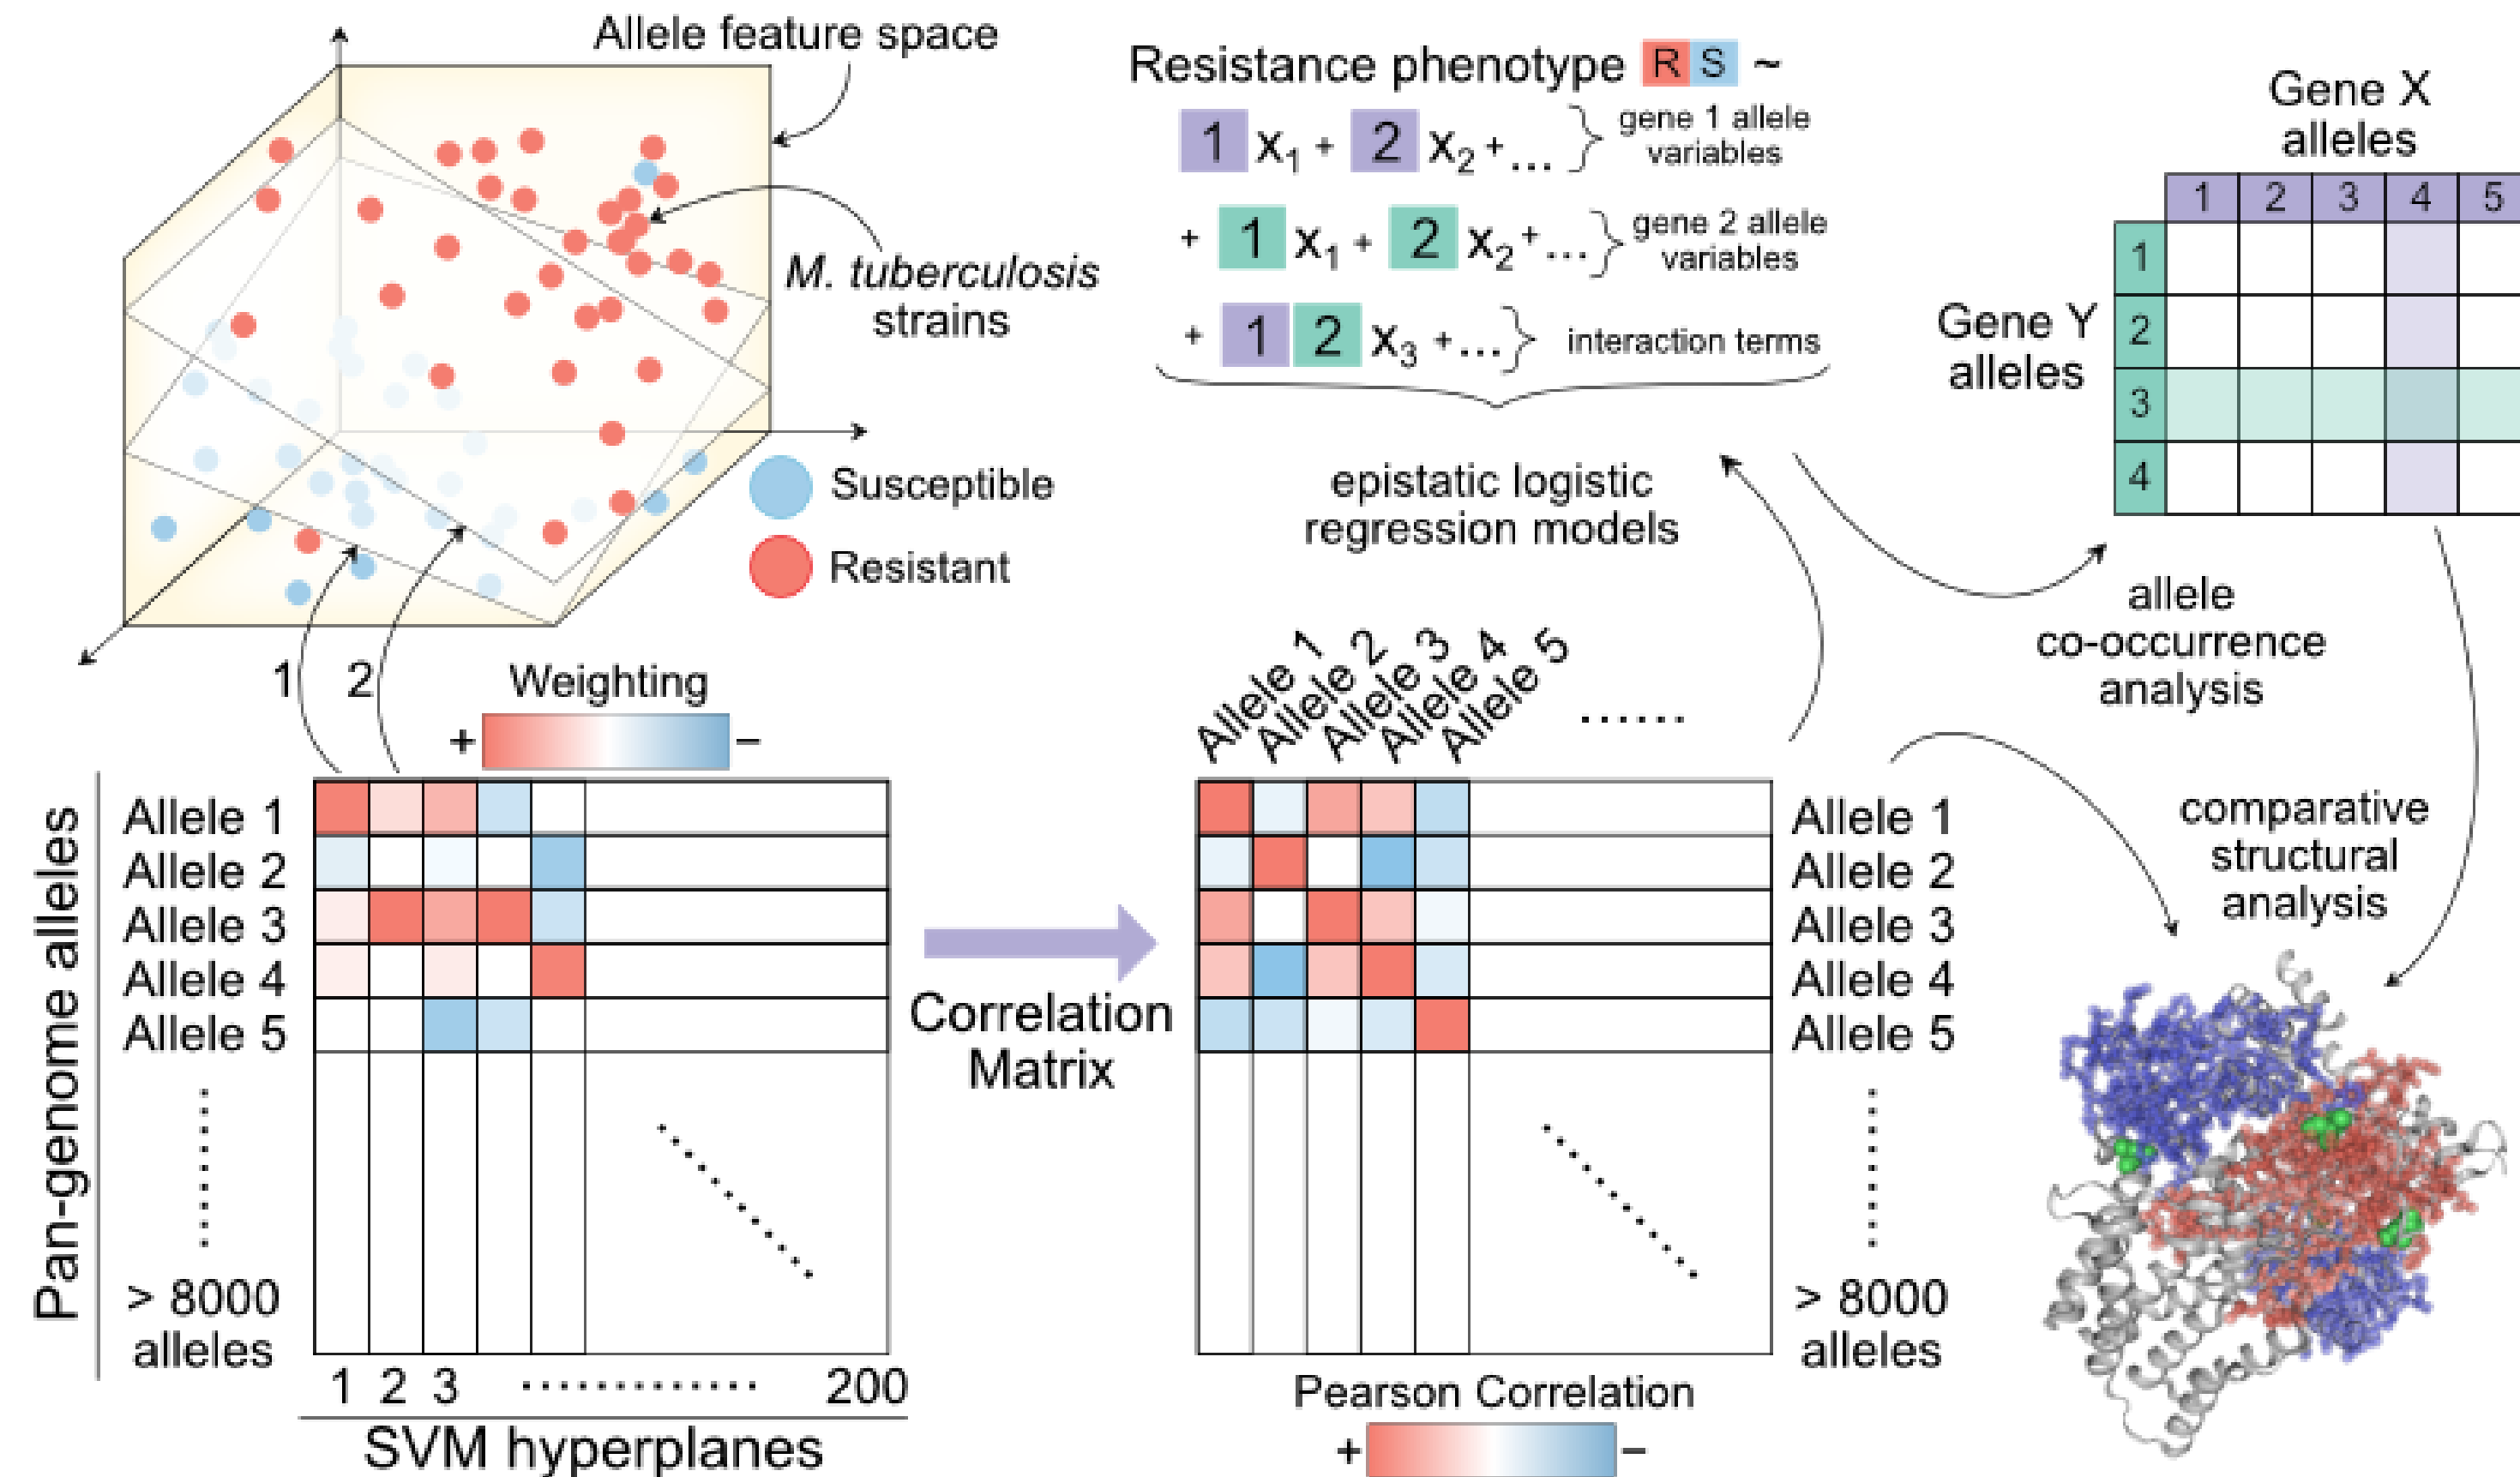 Allele feature space
M. tuberculosis
strains
Susceptible
Resistant
1 2
Weighting
+ −
Pan-genome alleles
Allele 1
Allele 2
Allele 3
Allele 4
Allele 5
> 8000
alleles
1 2 3 ............. 200
SVM hyperplanes
Correlation
Matrix
Resistance phenotype R S ~
1 x₁ + 2 x₂ +... } gene 1 allele
variables
+ 1 x₁ + 2 x₂ + ... } gene 2 allele
variables
+ 1 2 x₃ +... } interaction terms
epistatic logistic
regression models
Allele 1
Allele 2
Allele 3
Allele 4
Allele 5
......
Allele 1
Allele 2
Allele 3
Allele 4
Allele 5
> 8000
alleles
Pearson Correlation
+ −
Gene X
alleles
1 2 3 4 5
Gene Y
alleles
1
2
3
4
allele
co-occurrence
analysis
comparative
structural
analysis